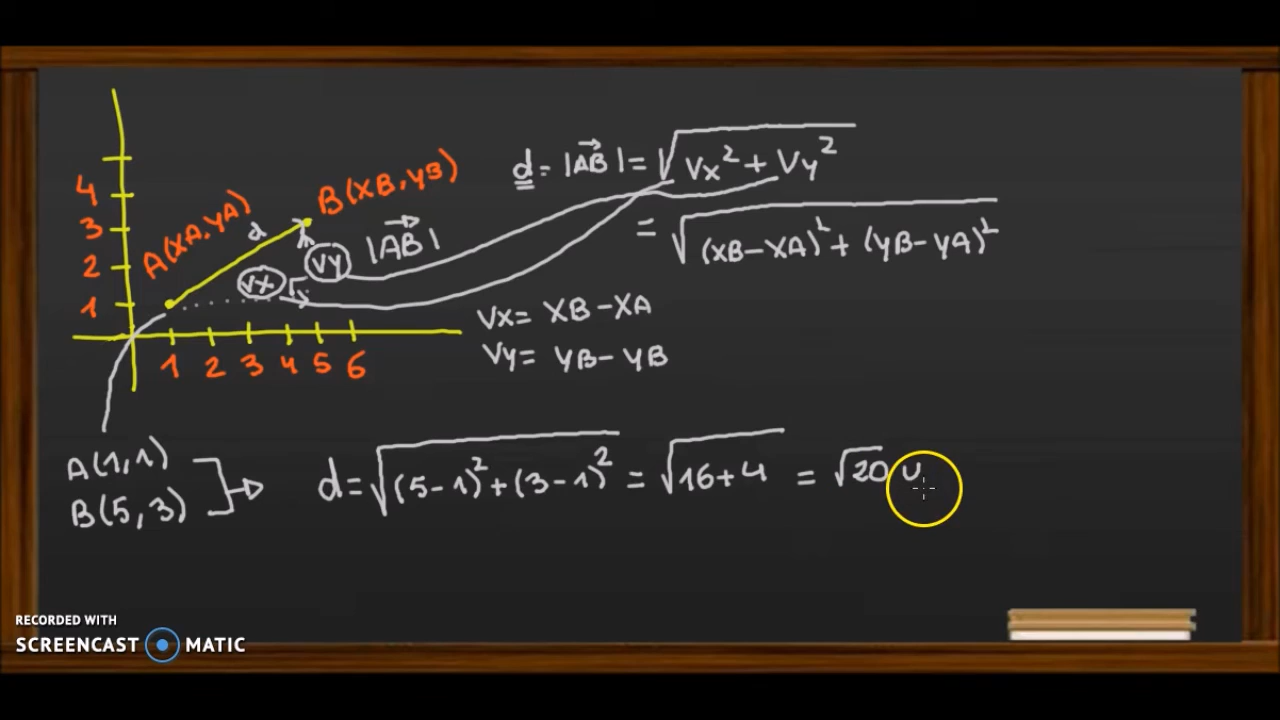 4
3
2
1
1 2 3 4 5 6
A(XA,YA)
d
B(XB,YB)
VX
VY
|AB|
d = |AB| = √Vx² + Vy²
= √(XB-XA)² + (YB-YA)²
Vx = XB - XA
Vy = YB - YB
A(1,1)
B(5,3)
d = √(5-1)² + (3-1)² = √16+4 = √20 u
RECORDED WITH
SCREENCAST MATIC